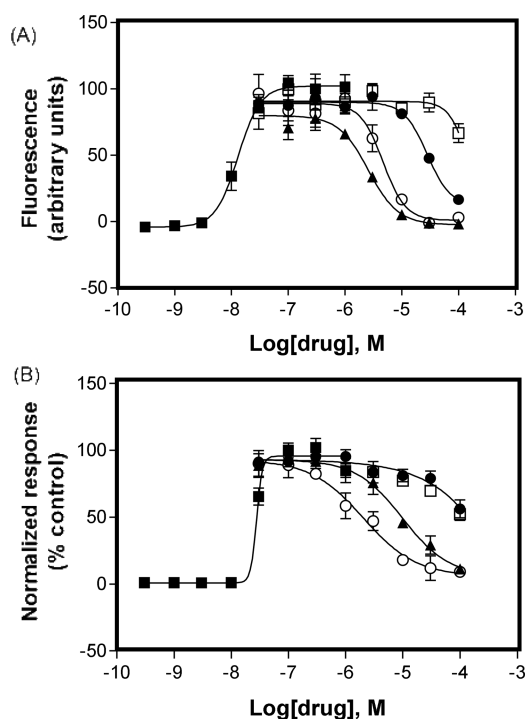 (A)
150
100
50
0
-50
Fluorescence
(arbitrary units)
-10 -9 -8 -7 -6 -5 -4 -3
Log[drug], M
(B)
150
100
50
0
-50
Normalized response
(% control)
-10 -9 -8 -7 -6 -5 -4 -3
Log[drug], M